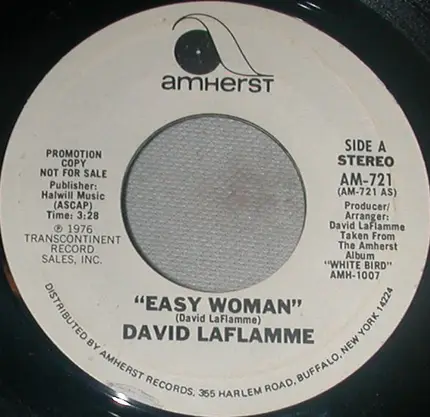 amherst
PROMOTION
COPY
NOT FOR SALE
Publisher:
Halwill Music
(ASCAP)
Time: 3:28
℗ 1976
TRANSCONTINENT
RECORD
SALES, INC.
SIDE A
STEREO
AM-721
(AM-721 AS)
Producer/
Arranger:
David LaFlamme
Taken From
The Amherst
Album
"WHITE BIRD"
AMH-1007
"EASY WOMAN"
(David LaFlamme)
DAVID LAFLAMME
DISTRIBUTED BY AMHERST RECORDS, 355 HARLEM ROAD, BUFFALO, NEW YORK 14224